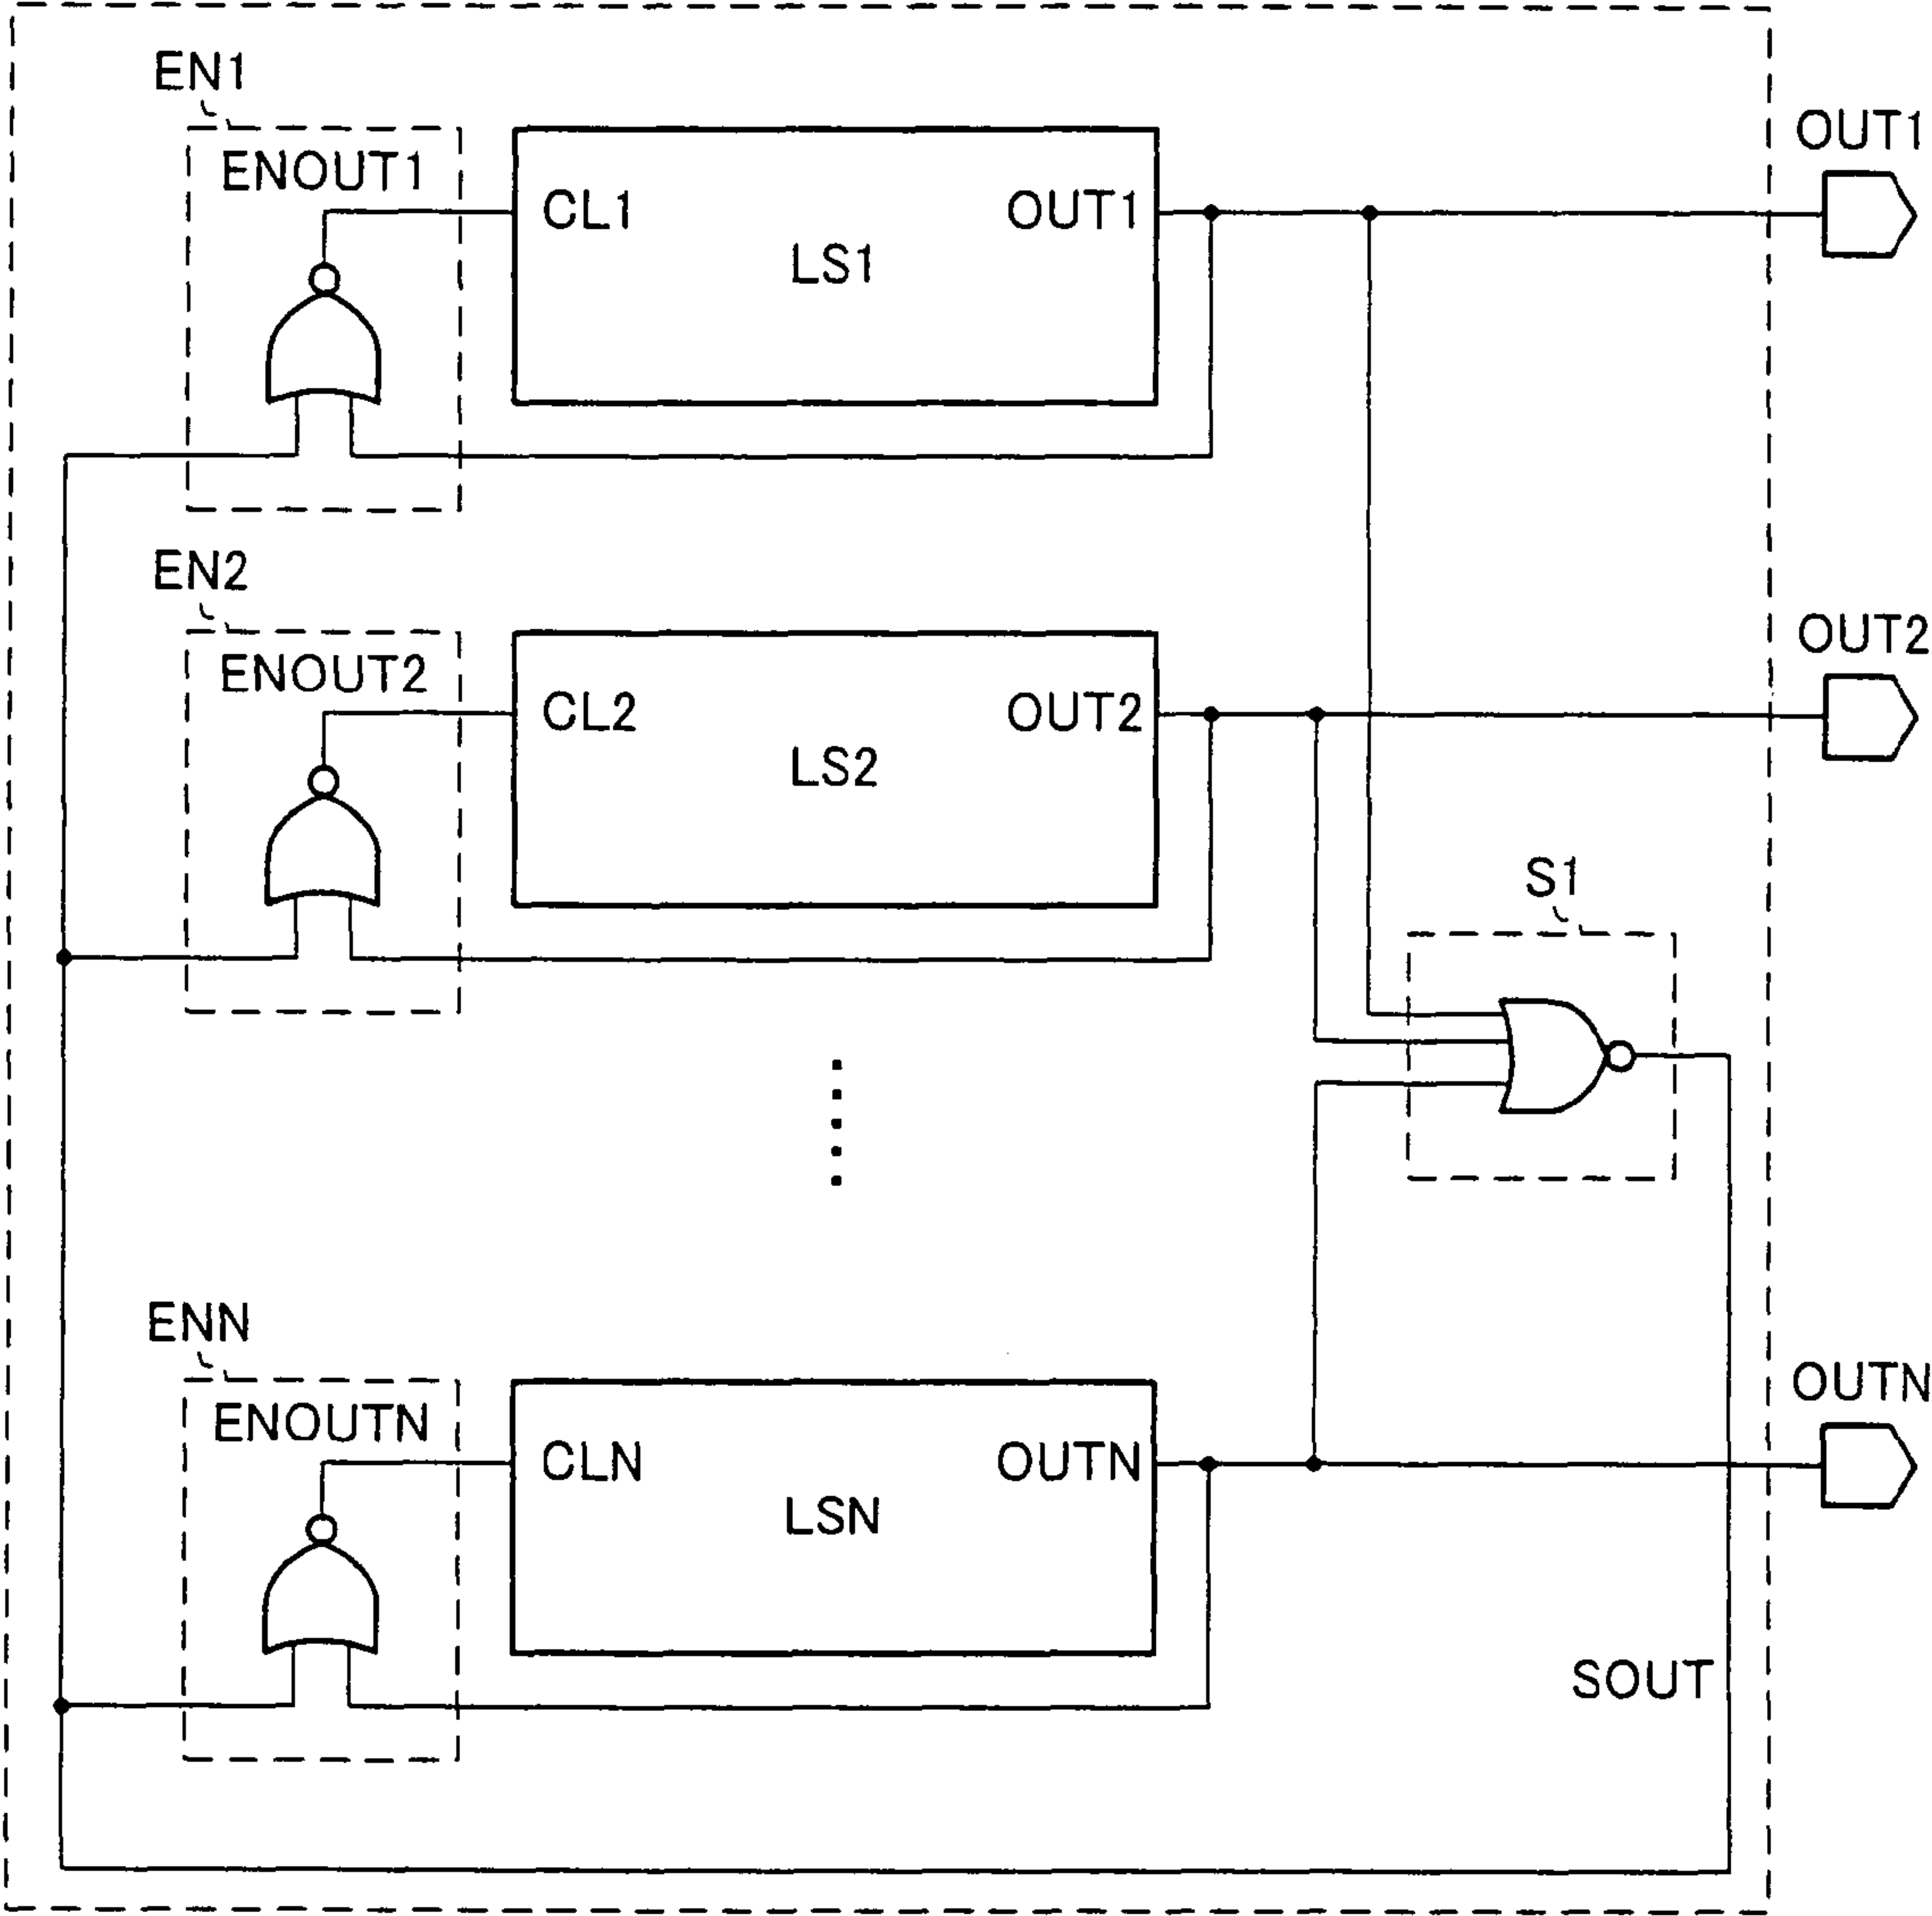 EN1
ENOUT1
CL1
OUT1
LS1
OUT1
EN2
ENOUT2
CL2
OUT2
LS2
OUT2
S1
ENN
ENOUTN
CLN
OUTN
LSN
OUTN
SOUT